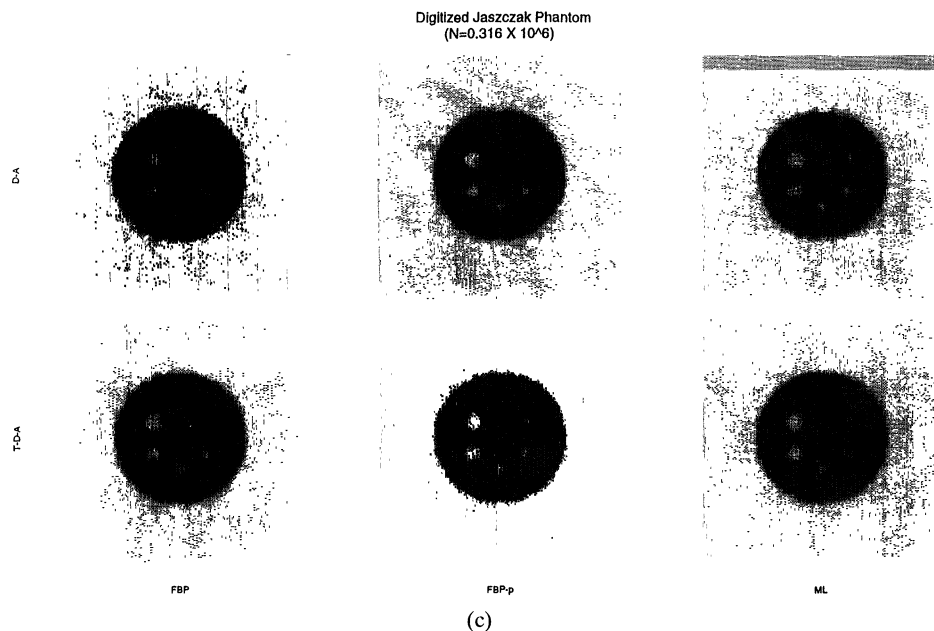 Digitized Jaszczak Phantom
(N=0.316 X 10^6)
D-A
T-D-A
FBP
FBP-p
ML
(c)